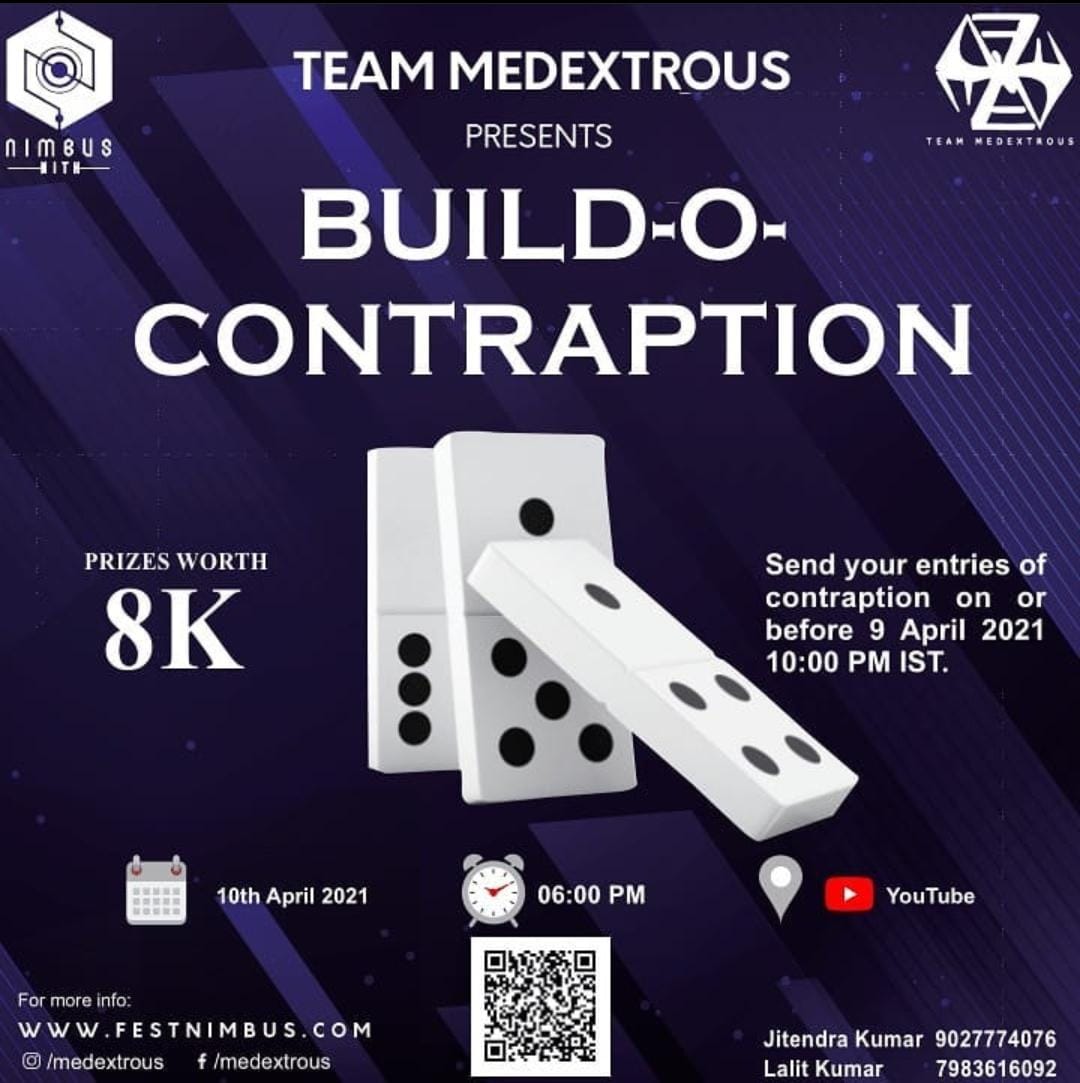 NIMBUS
NITH
TEAM MEDEXTROUS
TEAM MEDEXTROUS
PRESENTS
BUILD-O-
CONTRAPTION
PRIZES WORTH
8K
Send your entries of
contraption on or
before 9 April 2021
10:00 PM IST.
10th April 2021
06:00 PM
YouTube
For more info:
WWW.FESTNIMBUS.COM
/medextrous
/medextrous
Jitendra Kumar 9027774076
Lalit Kumar 7983616092